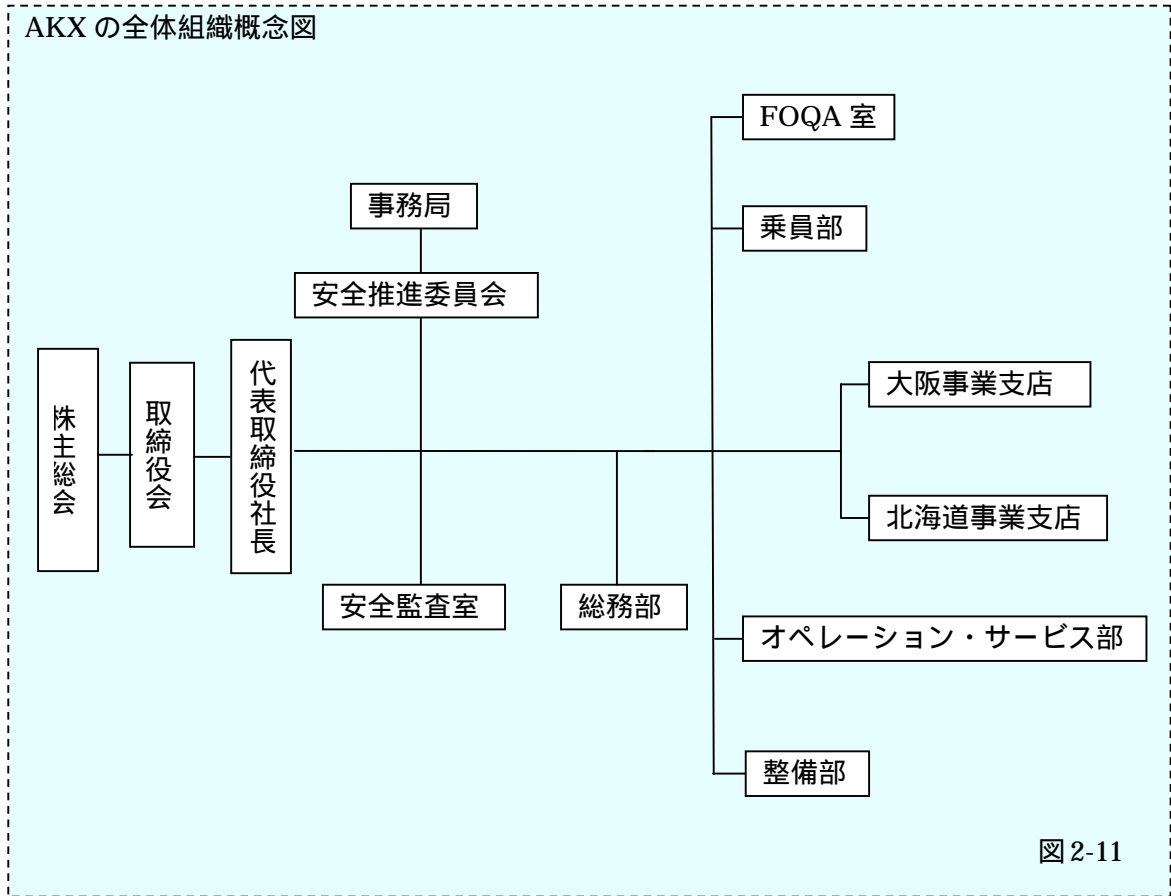 AKX の全体組織概念図
FOQA 室
事務局
乗員部
安全推進委員会
株主総会
取締役会
代表取締役社長
大阪事業支店
北海道事業支店
安全監査室
総務部
オペレーション・サービス部
整備部
図 2-11